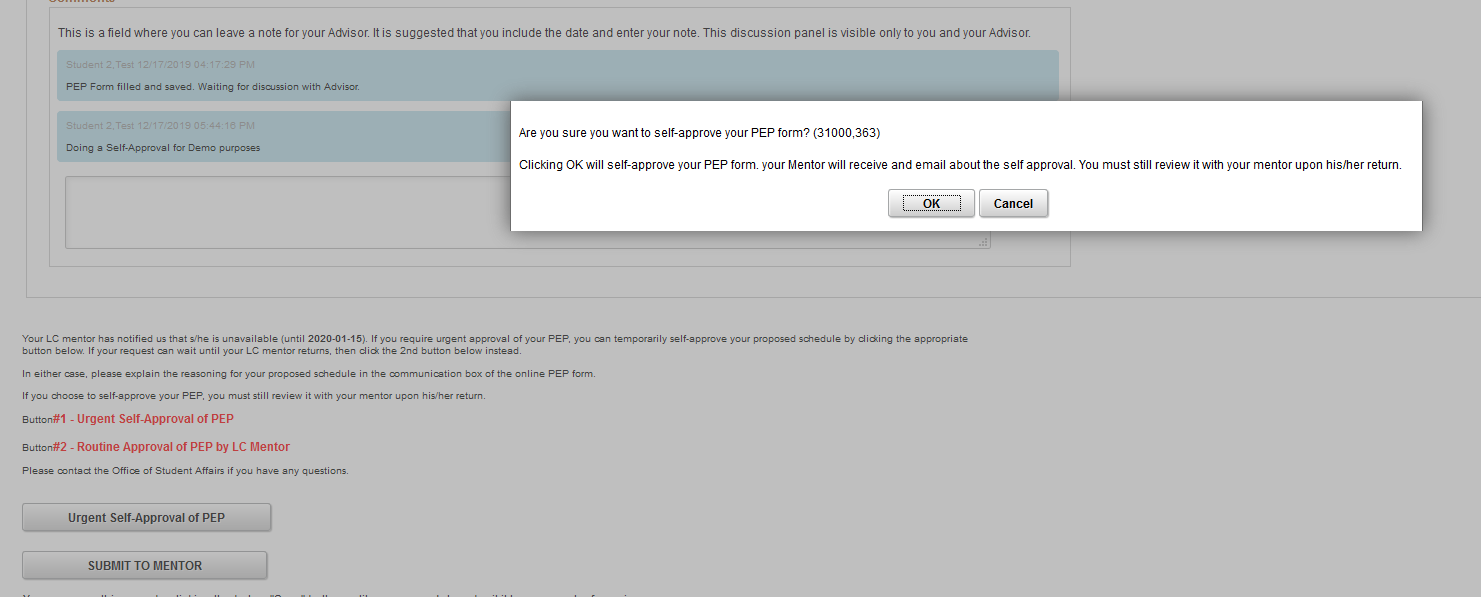 Comments
This is a field where you can leave a note for your Advisor. It is suggested that you include the date and enter your note. This discussion panel is visible only to you and your Advisor.
Student 2,Test 12/17/2019 04:17:29 PM
PEP Form filled and saved. Waiting for discussion with Advisor.
Student 2,Test 12/17/2019 05:44:16 PM
Doing a Self-Approval for Demo purposes
Are you sure you want to self-approve your PEP form? (31000,363)
Clicking OK will self-approve your PEP form. your Mentor will receive and email about the self approval. You must still review it with your mentor upon his/her return.
OK Cancel
Your LC mentor has notified us that s/he is unavailable (until 2020-01-15). If you require urgent approval of your PEP, you can temporarily self-approve your proposed schedule by clicking the appropriate
button below. If your request can wait until your LC mentor returns, then click the 2nd button below instead.
In either case, please explain the reasoning for your proposed schedule in the communication box of the online PEP form.
If you choose to self-approve your PEP, you must still review it with your mentor upon his/her return.
Button#1 - Urgent Self-Approval of PEP
Button#2 - Routine Approval of PEP by LC Mentor
Please contact the Office of Student Affairs if you have any questions.
Urgent Self-Approval of PEP
SUBMIT TO MENTOR